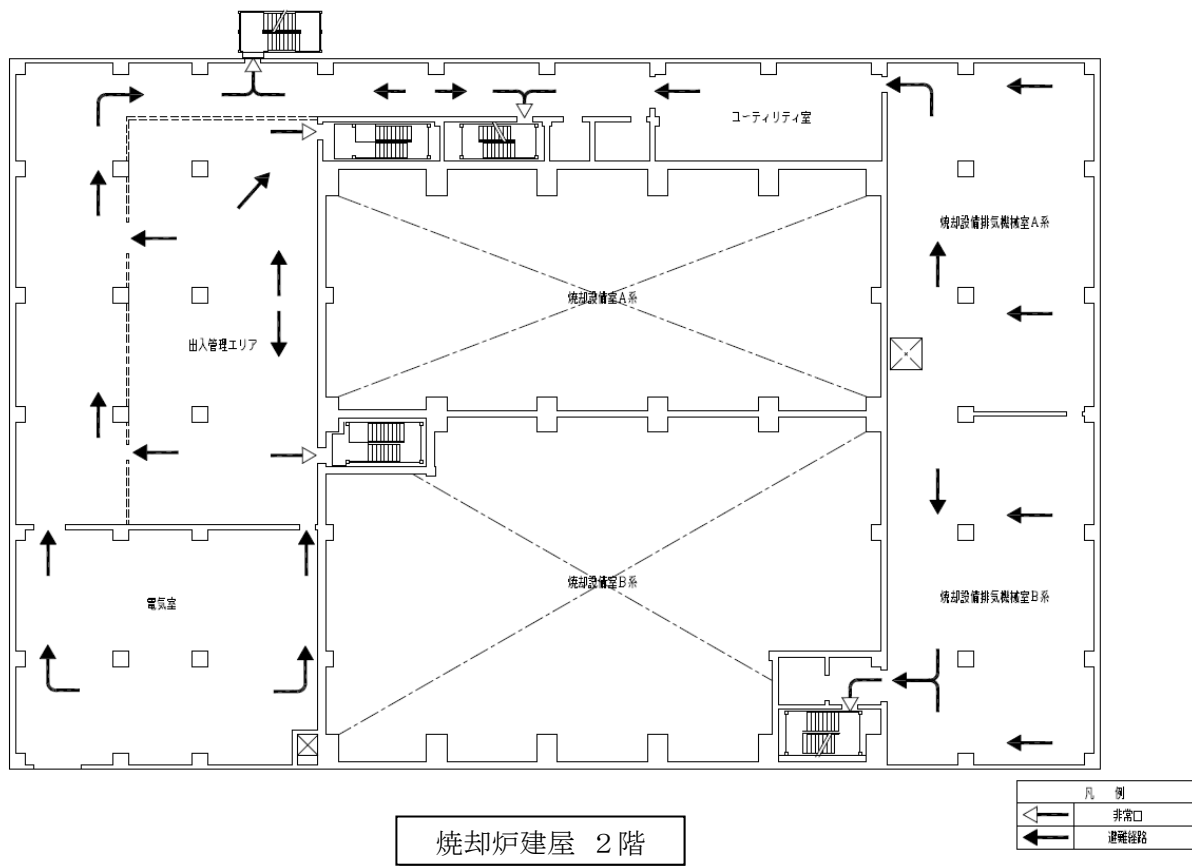 ユーティリティ室
焼却設備排気機械室A系
焼却設備室A系
出入管理エリア
焼却設備室B系
焼却設備排気機械室B系
電気室
凡 例
非常口
避難経路
焼却炉建屋 2階